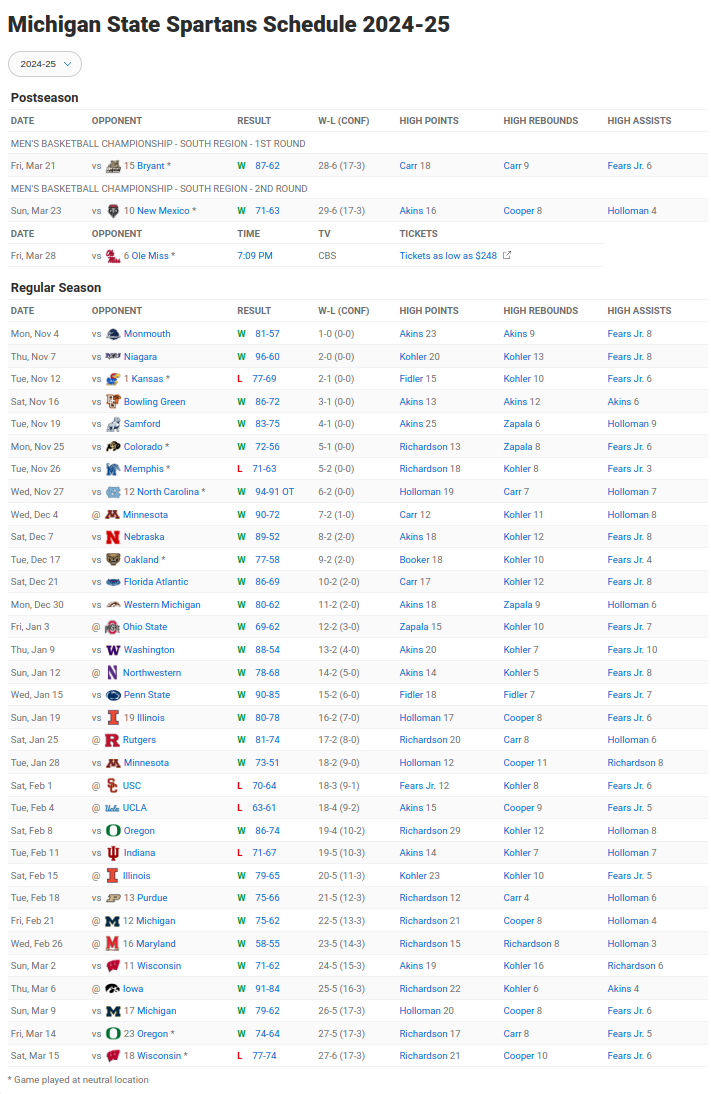 Michigan State Spartans Schedule 2024-25
2024-25
Postseason
DATE OPPONENT RESULT W-L (CONF) HIGH POINTS HIGH REBOUNDS HIGH ASSISTS
MEN'S BASKETBALL CHAMPIONSHIP - SOUTH REGION - 1ST ROUND
Fri, Mar 21 vs 15 Bryant * W 87-62 28-6 (17-3) Carr 18 Carr 9 Fears Jr. 6
MEN'S BASKETBALL CHAMPIONSHIP - SOUTH REGION - 2ND ROUND
Sun, Mar 23 vs 10 New Mexico * W 71-63 29-6 (17-3) Akins 16 Cooper 8 Holloman 4
DATE OPPONENT TIME TV TICKETS
Fri, Mar 28 vs 6 Ole Miss * 7:09 PM CBS Tickets as low as $248
Regular Season
DATE OPPONENT RESULT W-L (CONF) HIGH POINTS HIGH REBOUNDS HIGH ASSISTS
Mon, Nov 4 vs Monmouth W 81-57 1-0 (0-0) Akins 23 Akins 9 Fears Jr. 8
Thu, Nov 7 vs Niagara W 96-60 2-0 (0-0) Kohler 20 Kohler 13 Fears Jr. 8
Tue, Nov 12 vs 1 Kansas * L 77-69 2-1 (0-0) Fidler 15 Kohler 10 Fears Jr. 6
Sat, Nov 16 vs Bowling Green W 86-72 3-1 (0-0) Akins 13 Akins 12 Akins 6
Tue, Nov 19 vs Samford W 83-75 4-1 (0-0) Akins 25 Zapala 6 Holloman 9
Mon, Nov 25 vs Colorado * W 72-56 5-1 (0-0) Richardson 13 Zapala 8 Fears Jr. 6
Tue, Nov 26 vs Memphis * L 71-63 5-2 (0-0) Richardson 18 Kohler 8 Fears Jr. 3
Wed, Nov 27 vs 12 North Carolina * W 94-91 OT 6-2 (0-0) Holloman 19 Carr 7 Holloman 7
Wed, Dec 4 @ Minnesota W 90-72 7-2 (1-0) Carr 12 Kohler 11 Holloman 8
Sat, Dec 7 vs Nebraska W 89-52 8-2 (2-0) Akins 18 Kohler 12 Fears Jr. 8
Tue, Dec 17 vs Oakland * W 77-58 9-2 (2-0) Booker 18 Kohler 10 Fears Jr. 4
Sat, Dec 21 vs Florida Atlantic W 86-69 10-2 (2-0) Carr 17 Kohler 12 Fears Jr. 8
Mon, Dec 30 vs Western Michigan W 80-62 11-2 (2-0) Akins 18 Zapala 9 Holloman 6
Fri, Jan 3 @ Ohio State W 69-62 12-2 (3-0) Zapala 15 Kohler 10 Fears Jr. 7
Thu, Jan 9 vs Washington W 88-54 13-2 (4-0) Akins 20 Kohler 7 Fears Jr. 10
Sun, Jan 12 @ Northwestern W 78-68 14-2 (5-0) Akins 14 Kohler 5 Fears Jr. 8
Wed, Jan 15 vs Penn State W 90-85 15-2 (6-0) Fidler 18 Fidler 7 Fears Jr. 7
Sun, Jan 19 vs 19 Illinois W 80-78 16-2 (7-0) Holloman 17 Cooper 8 Fears Jr. 6
Sat, Jan 25 @ Rutgers W 81-74 17-2 (8-0) Richardson 20 Carr 8 Holloman 6
Tue, Jan 28 vs Minnesota W 73-51 18-2 (9-0) Holloman 12 Cooper 11 Richardson 8
Sat, Feb 1 @ USC L 70-64 18-3 (9-1) Fears Jr. 12 Kohler 8 Fears Jr. 6
Tue, Feb 4 @ UCLA L 63-61 18-4 (9-2) Akins 15 Cooper 9 Fears Jr. 5
Sat, Feb 8 vs Oregon W 86-74 19-4 (10-2) Richardson 29 Kohler 12 Holloman 8
Tue, Feb 11 vs Indiana L 71-67 19-5 (10-3) Akins 14 Kohler 7 Holloman 7
Sat, Feb 15 @ Illinois W 79-65 20-5 (11-3) Kohler 23 Kohler 10 Fears Jr. 5
Tue, Feb 18 vs 13 Purdue W 75-66 21-5 (12-3) Richardson 12 Carr 4 Holloman 6
Fri, Feb 21 @ 12 Michigan W 75-62 22-5 (13-3) Richardson 21 Cooper 8 Holloman 4
Wed, Feb 26 @ 16 Maryland W 58-55 23-5 (14-3) Richardson 15 Richardson 8 Holloman 3
Sun, Mar 2 vs 11 Wisconsin W 71-62 24-5 (15-3) Akins 19 Kohler 16 Richardson 6
Thu, Mar 6 @ Iowa W 91-84 25-5 (16-3) Richardson 22 Kohler 6 Akins 4
Sun, Mar 9 vs 17 Michigan W 79-62 26-5 (17-3) Holloman 20 Cooper 8 Fears Jr. 6
Fri, Mar 14 vs 23 Oregon * W 74-64 27-5 (17-3) Richardson 17 Carr 8 Fears Jr. 5
Sat, Mar 15 vs 18 Wisconsin * L 77-74 27-6 (17-3) Richardson 21 Cooper 10 Fears Jr. 6
* Game played at neutral location